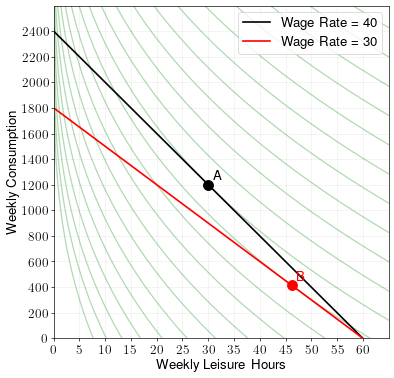 Wage Rate = 40
Wage Rate = 30
Weekly Consumption
2400
2200
2000
1800
1600
1400
1200
1000
800
600
400
200
0
A
B
0 5 10 15 20 25 30 35 40 45 50 55 60
Weekly Leisure Hours